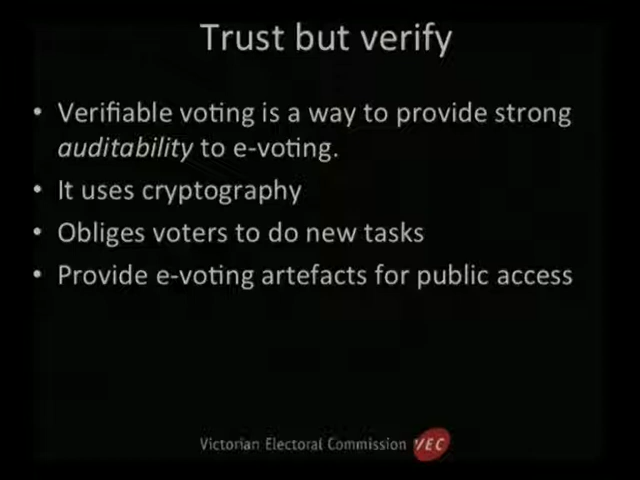 Trust but verify
• Verifiable voting is a way to provide strong
auditability to e-voting.
• It uses cryptography
• Obliges voters to do new tasks
• Provide e-voting artefacts for public access
Victorian Electoral Commission VEC